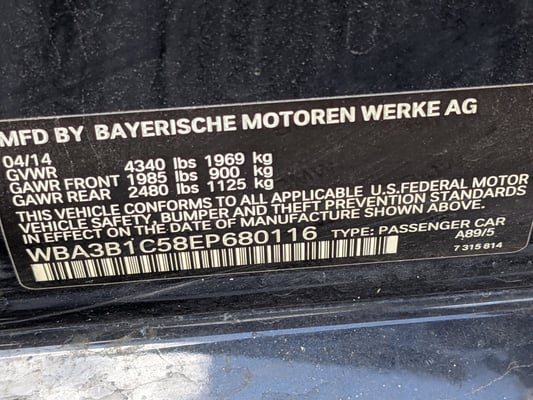 MFD BY BAYERISCHE MOTOREN WERKE AG
04/14
GVWR 4340 lbs 1969 kg
GAWR FRONT 1985 lbs 900 kg
GAWR REAR 2480 lbs 1125 kg
THIS VEHICLE CONFORMS TO ALL APPLICABLE U.S.FEDERAL MOTOR
VEHICLE SAFETY, BUMPER AND THEFT PREVENTION STANDARDS
IN EFFECT ON THE DATE OF MANUFACTURE SHOWN ABOVE.
WBA3B1C58EP680116 TYPE: PASSENGER CAR
A89/5
7 315 814